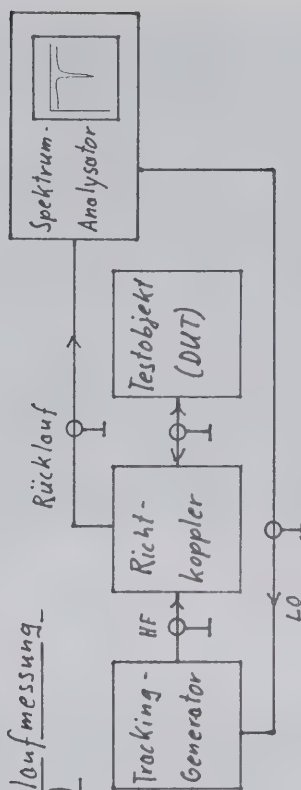 laufmessung
Rücklauf
Spektrum-
Analysator
Tracking-
Generator
HF
Richt-
koppler
Testobjekt
(DUT)
LO